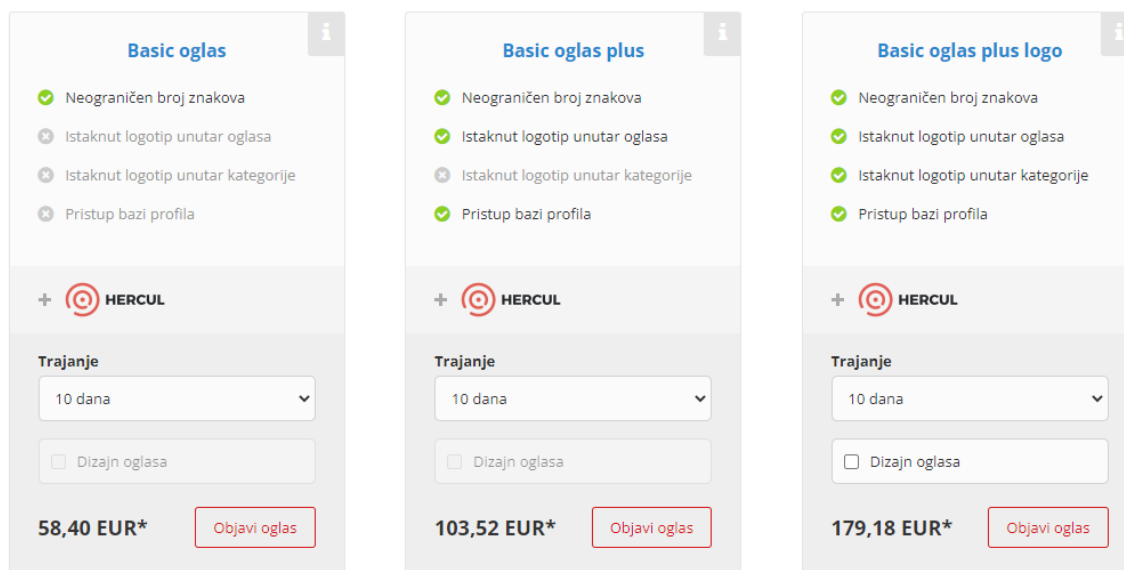 Basic oglas
Neograničen broj znakova
Istaknut logotip unutar oglasa
Istaknut logotip unutar kategorije
Pristup bazi profila
+ HERCUL
Trajanje
10 dana
Dizajn oglasa
58,40 EUR*
Objavi oglas
Basic oglas plus
Neograničen broj znakova
Istaknut logotip unutar oglasa
Istaknut logotip unutar kategorije
Pristup bazi profila
+ HERCUL
Trajanje
10 dana
Dizajn oglasa
103,52 EUR*
Objavi oglas
Basic oglas plus logo
Neograničen broj znakova
Istaknut logotip unutar oglasa
Istaknut logotip unutar kategorije
Pristup bazi profila
+ HERCUL
Trajanje
10 dana
Dizajn oglasa
179,18 EUR*
Objavi oglas